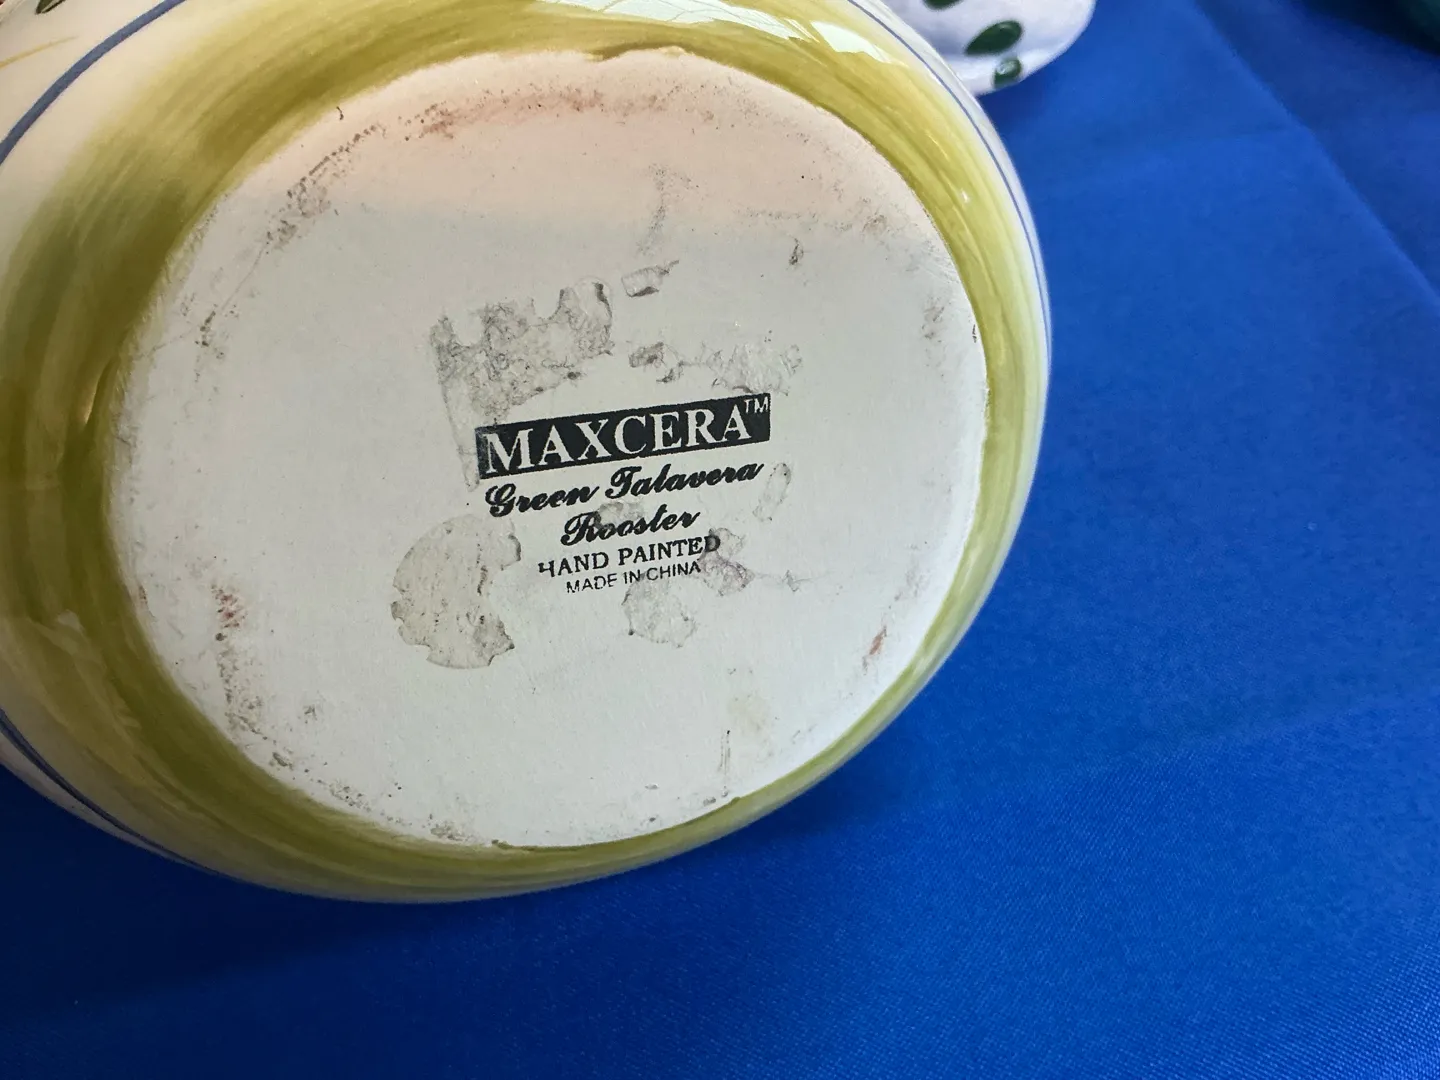 MAXCERA™
Green Talavera
Rooster
HAND PAINTED
MADE IN CHINA